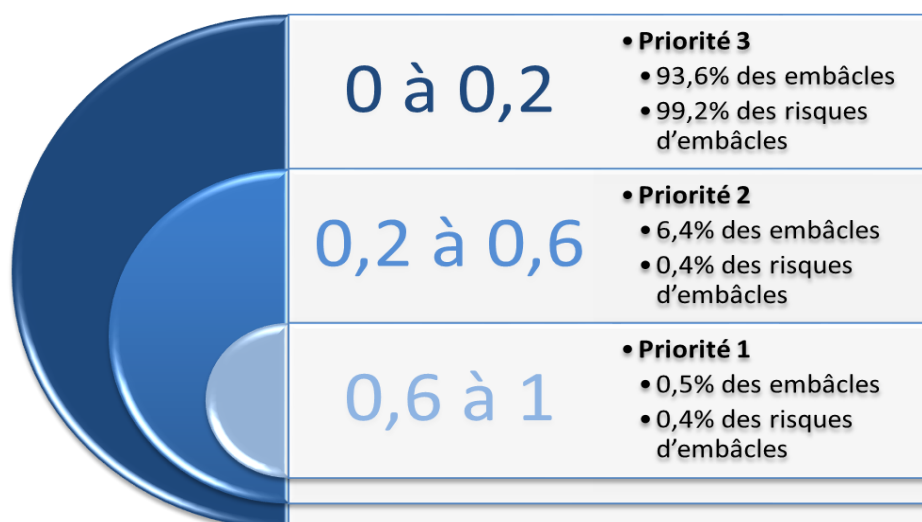 0 à 0,2
• Priorité 3
• 93,6% des embâcles
• 99,2% des risques
d'embâcles
0,2 à 0,6
• Priorité 2
• 6,4% des embâcles
• 0,4% des risques
d'embâcles
0,6 à 1
• Priorité 1
• 0,5% des embâcles
• 0,4% des risques
d'embâcles